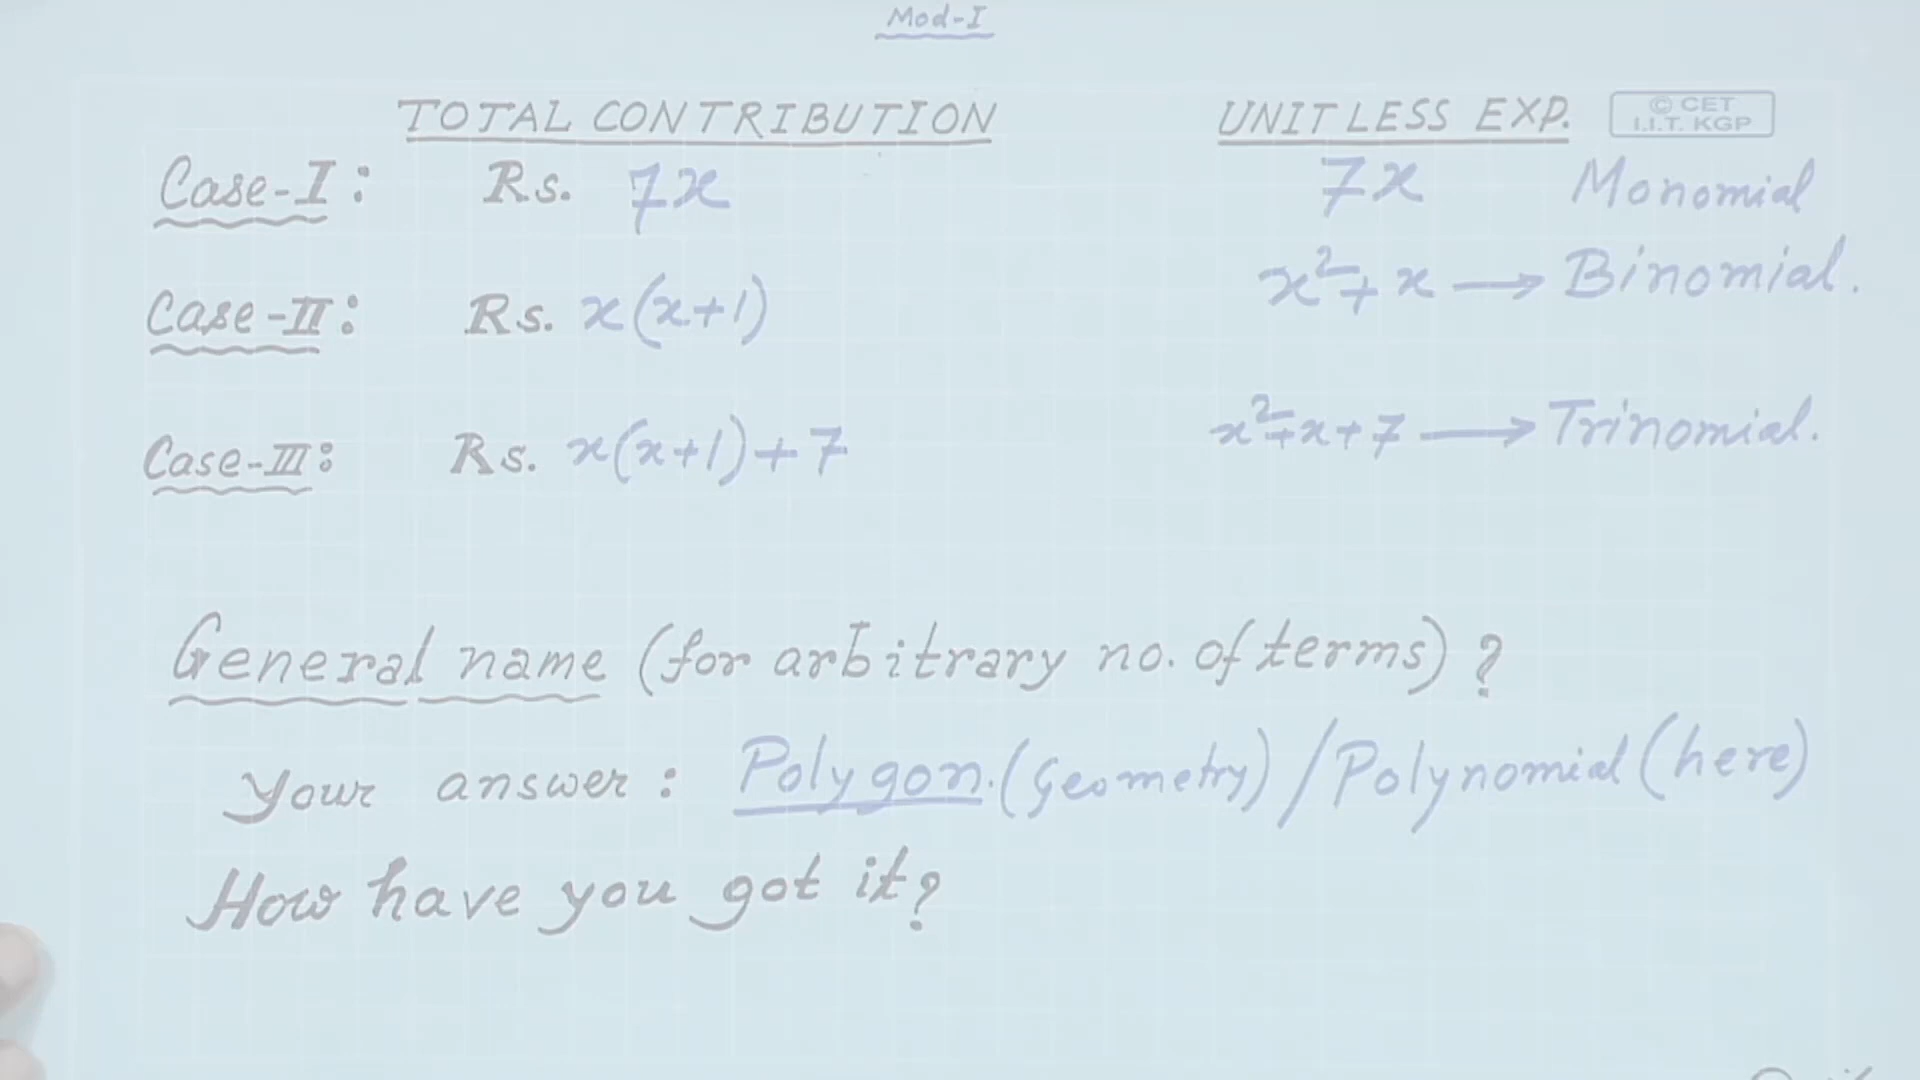 Mod-I
TOTAL CONTRIBUTION UNITLESS EXP. © CET I.I.T. KGP
Case-I: Rs. 7x 7x Monomial
Case-II: Rs. x(x+1) x²+x → Binomial.
Case-III: Rs. x(x+1)+7 x²+x+7 → Trinomial.
General name (for arbitrary no. of terms)?
Your answer: Polygon. (Geometry) / Polynomial (here)
How have you got it?